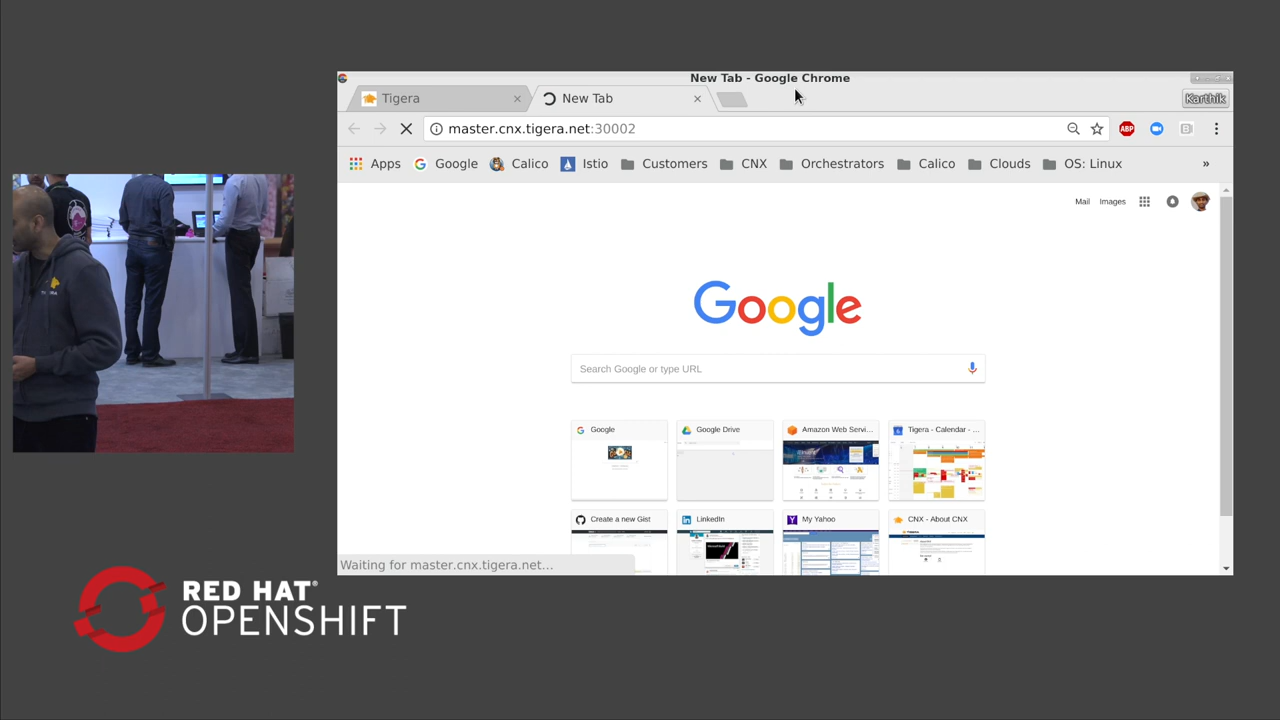 New Tab - Google Chrome
Tigera
New Tab
Karthik
master.cnx.tigera.net:30002
ABP
Apps
Google
Calico
Istio
Customers
CNX
Orchestrators
Calico
Clouds
OS: Linux
»
Mail
Images
Google
Search Google or type URL
Google
Google Drive
Amazon Web Servi...
Tigera - Calendar - ...
Create a new Gist
LinkedIn
My Yahoo
CNX - About CNX
Waiting for master.cnx.tigera.net...
RED HAT®
OPENSHIFT